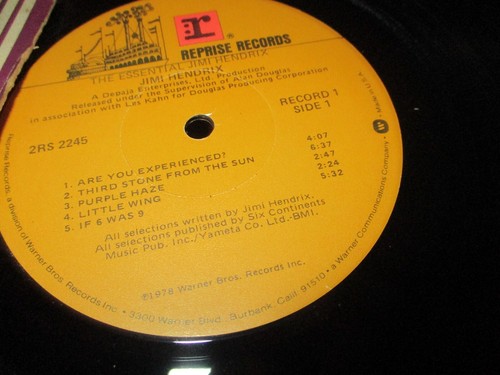 r
REPRISE RECORDS
THE ESSENTIAL JIMI HENDRIX
JIMI HENDRIX
A Depaja Enterprises, Ltd. Production
Released under the Supervision of Alan Douglas
in association with Les Kahn for Douglas Producing Corporation
2RS 2245
RECORD 1
SIDE 1
1. ARE YOU EXPERIENCED? 4:07
2. THIRD STONE FROM THE SUN 6:37
3. PURPLE HAZE 2:47
4. LITTLE WING 2:24
5. IF 6 WAS 9 5:32
All selections written by Jimi Hendrix.
All selections published by Six Continents
Music Pub. Inc./Yameta Co. Ltd.-BMI.
℗1978 Warner Bros. Records Inc.
Reprise Records, a division of Warner Bros. Records Inc. • 3300 Warner Blvd., Burbank, Calif. 91510 • a Warner Communications Company •
Made in U.S.A.